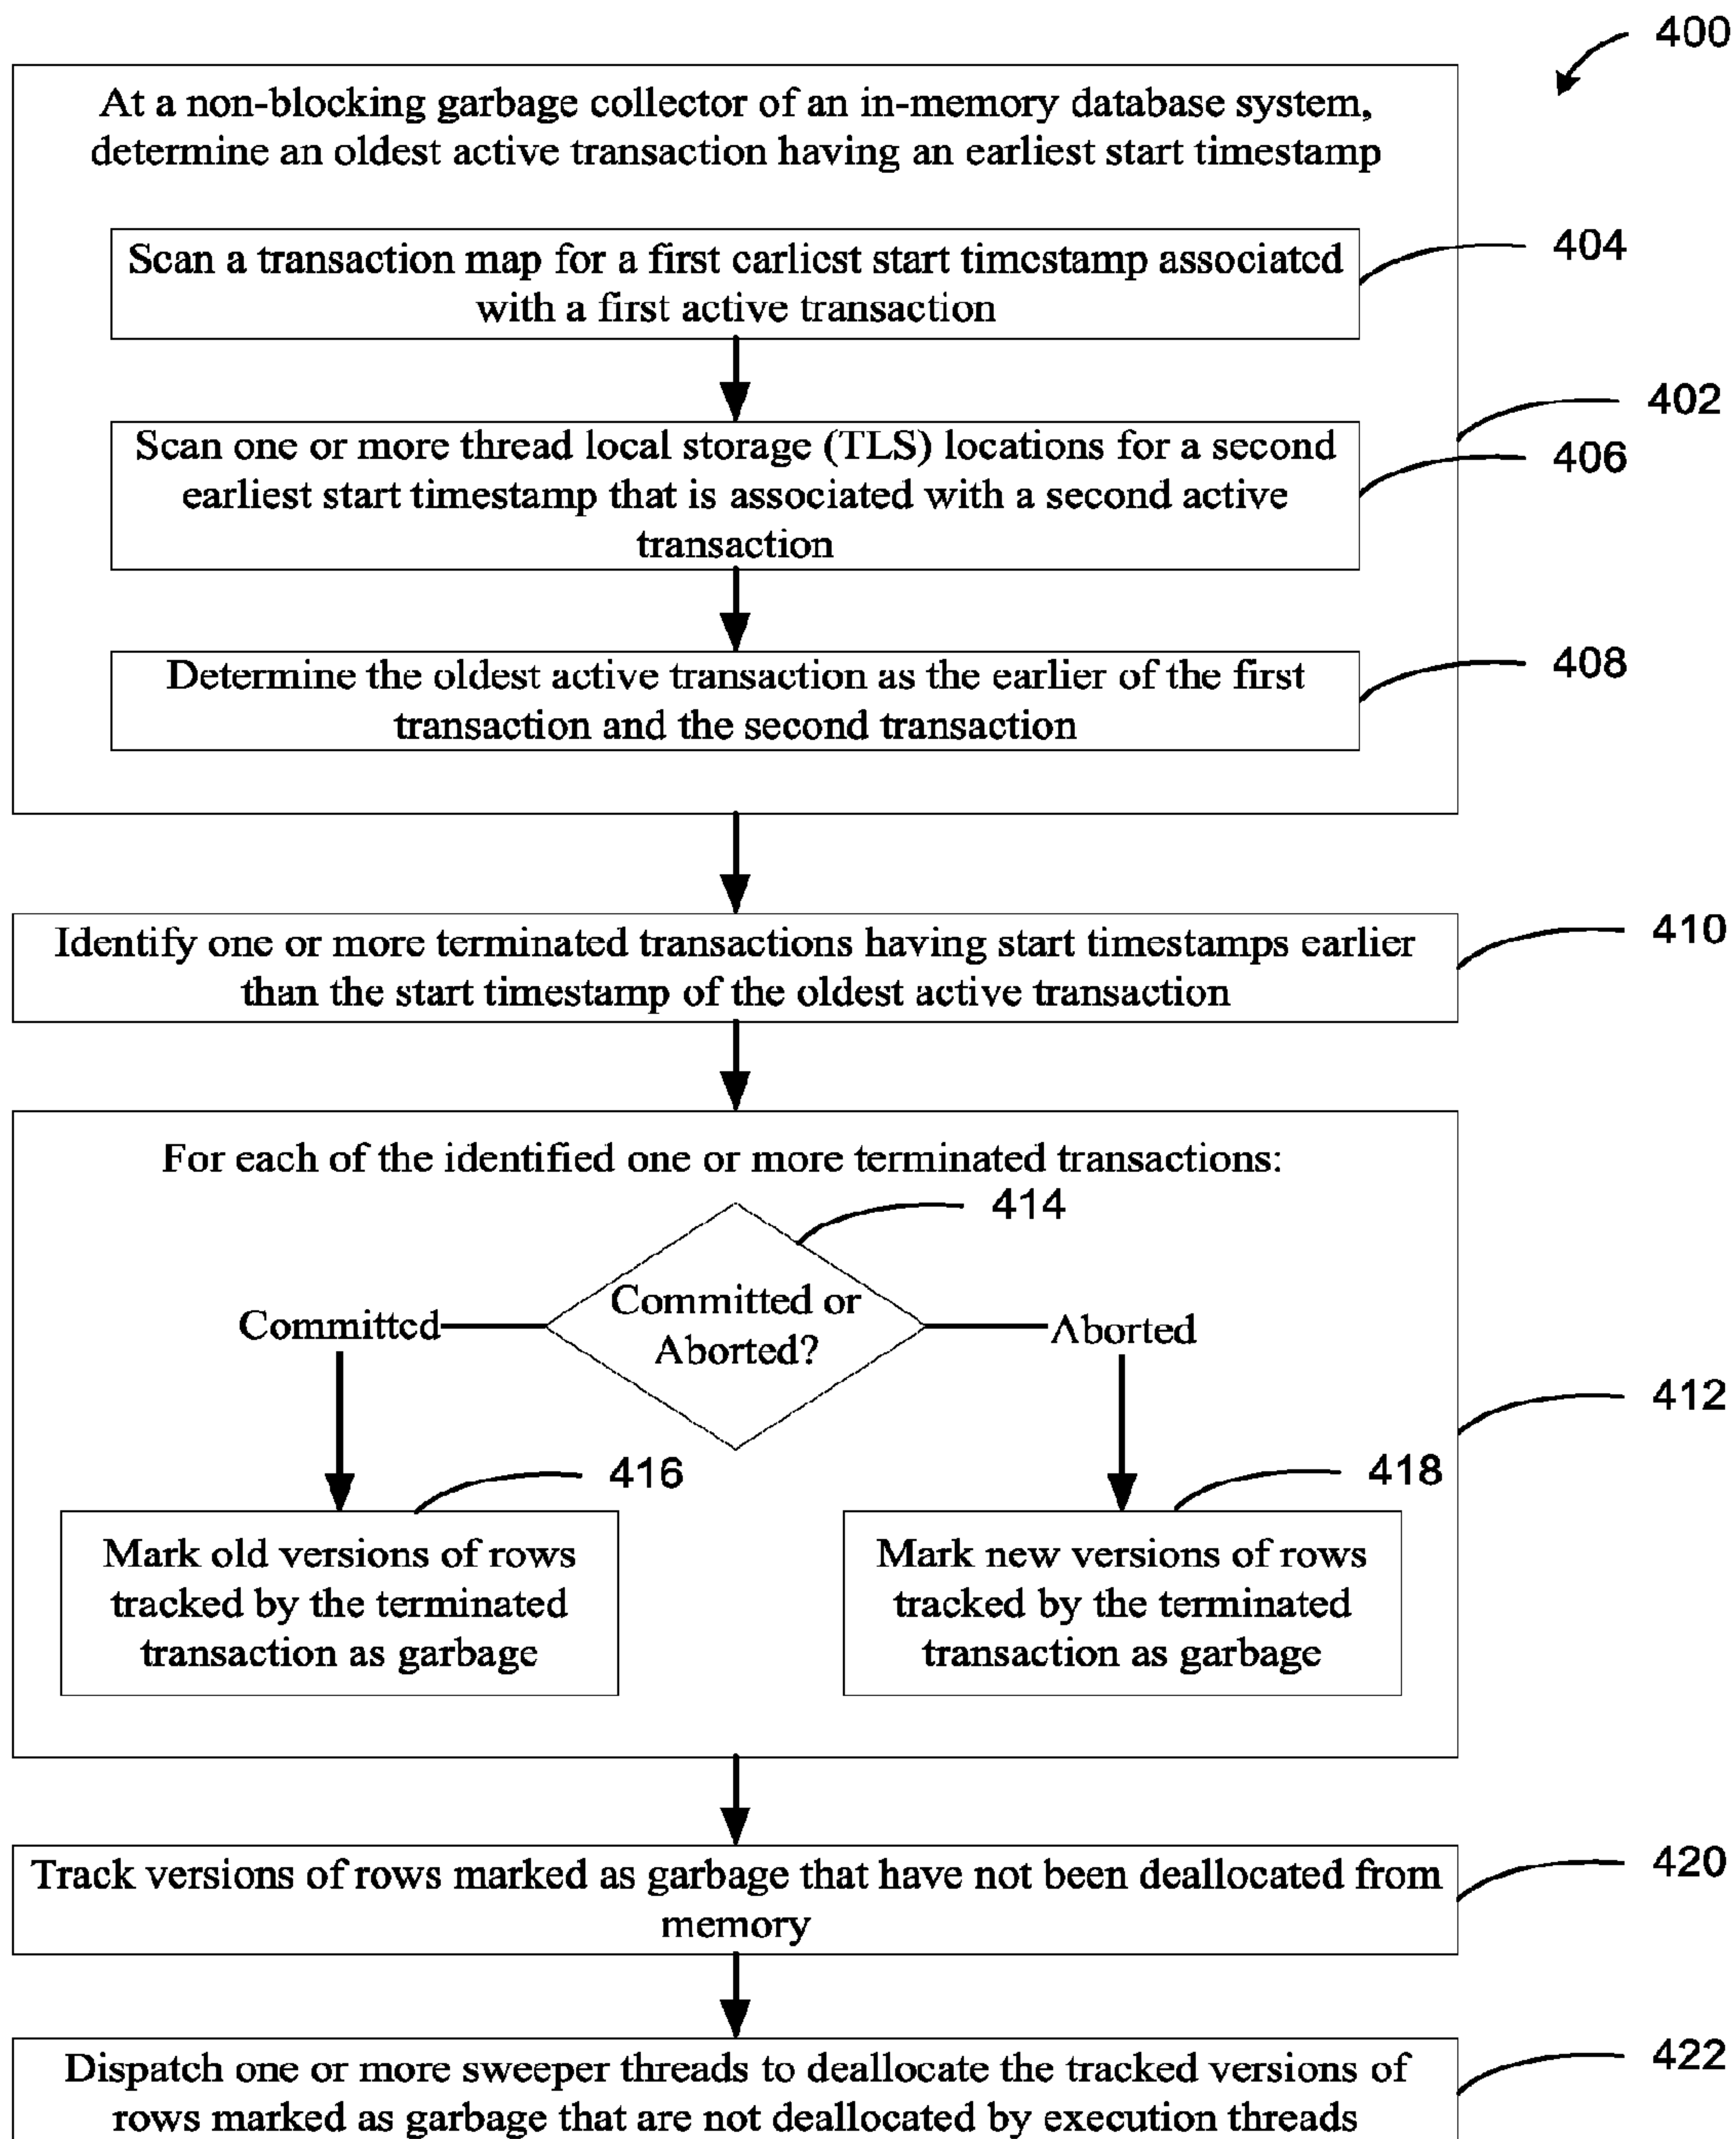 400
At a non-blocking garbage collector of an in-memory database system,
determine an oldest active transaction having an earliest start timestamp
Scan a transaction map for a first earliest start timestamp associated
with a first active transaction
404
402
Scan one or more thread local storage (TLS) locations for a second
earliest start timestamp that is associated with a second active
transaction
406
Determine the oldest active transaction as the earlier of the first
transaction and the second transaction
408
Identify one or more terminated transactions having start timestamps earlier
than the start timestamp of the oldest active transaction
410
For each of the identified one or more terminated transactions:
414
Committed or
Aborted?
Committed
Aborted
412
416
418
Mark old versions of rows
tracked by the terminated
transaction as garbage
Mark new versions of rows
tracked by the terminated
transaction as garbage
Track versions of rows marked as garbage that have not been deallocated from
memory
420
Dispatch one or more sweeper threads to deallocate the tracked versions of
rows marked as garbage that are not deallocated by execution threads
422